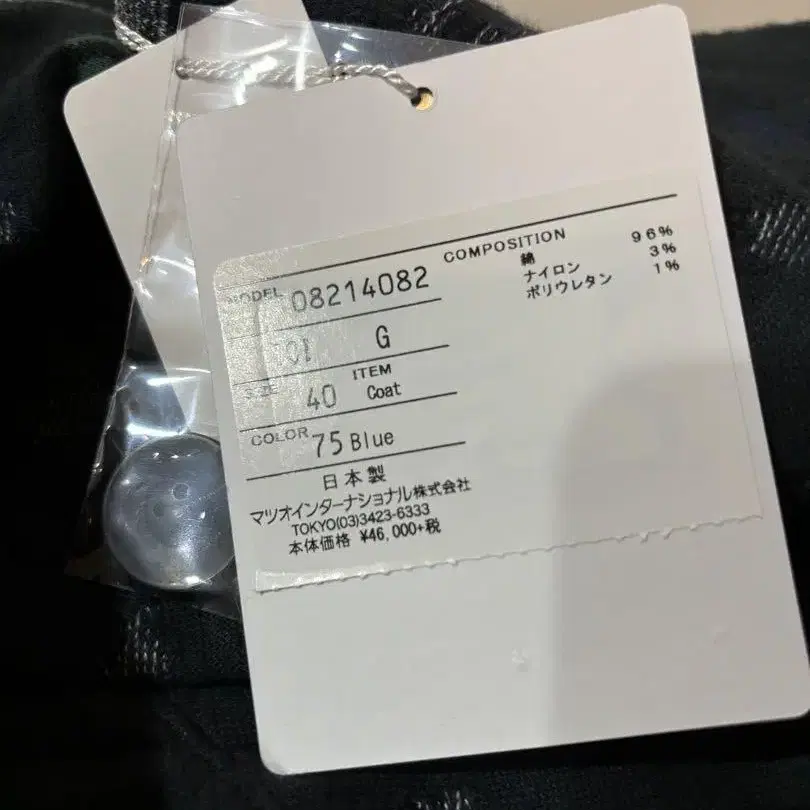 MODEL 08214082
G
SIZE 40 ITEM Coat
COLOR 75 Blue
日本製
マツオインターナショナル株式会社
TOKYO(03)3423-6333
本体価格 ¥46,000+税
COMPOSITION
綿 96%
ナイロン 3%
ポリウレタン 1%